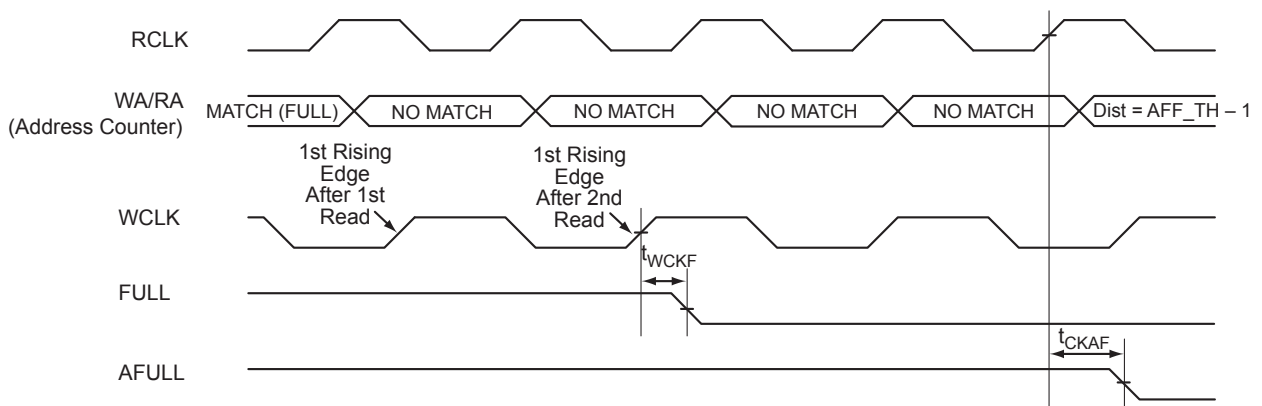 RCLK
WA/RA
(Address Counter)
MATCH (FULL)
NO MATCH
NO MATCH
NO MATCH
NO MATCH
Dist = AFF_TH – 1
1st Rising
Edge
After 1st
Read
1st Rising
Edge
After 2nd
Read
WCLK
tWCKF
FULL
tCKAF
AFULL